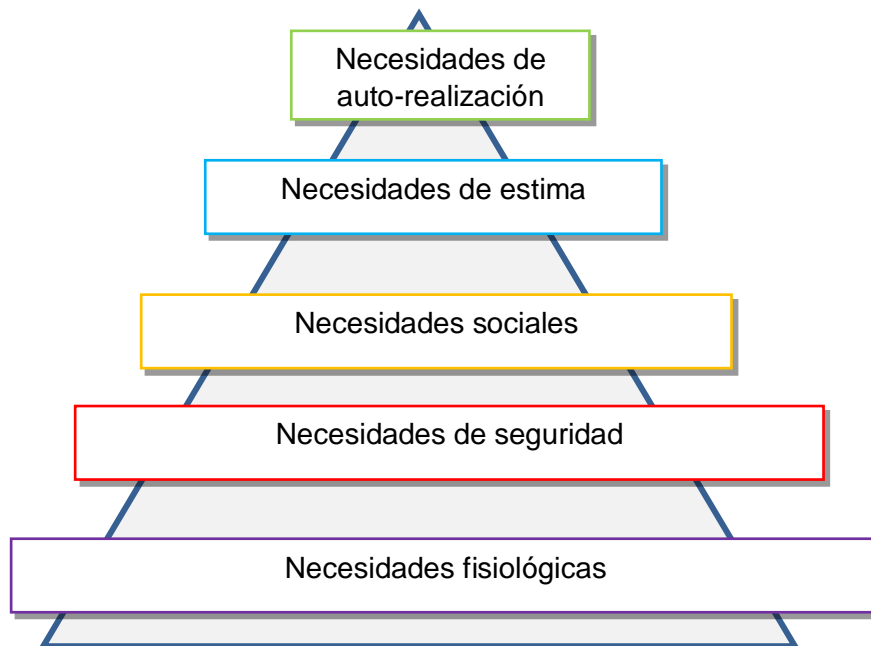 Necesidades de
auto-realización
Necesidades de estima
Necesidades sociales
Necesidades de seguridad
Necesidades fisiológicas